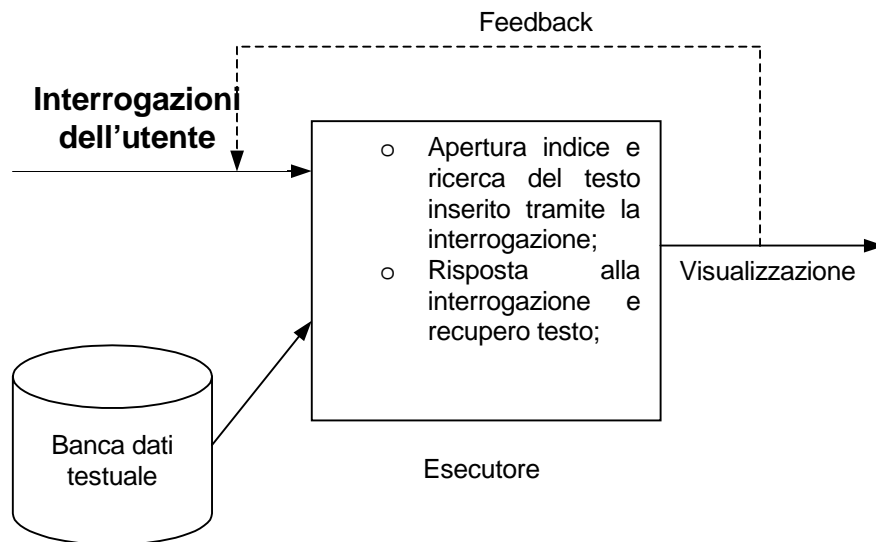 Feedback
Interrogazioni
dell’utente
o Apertura indice e
ricerca del testo
inserito tramite la
interrogazione;
o Risposta alla
interrogazione e
recupero testo;
Visualizzazione
Banca dati
testuale
Esecutore